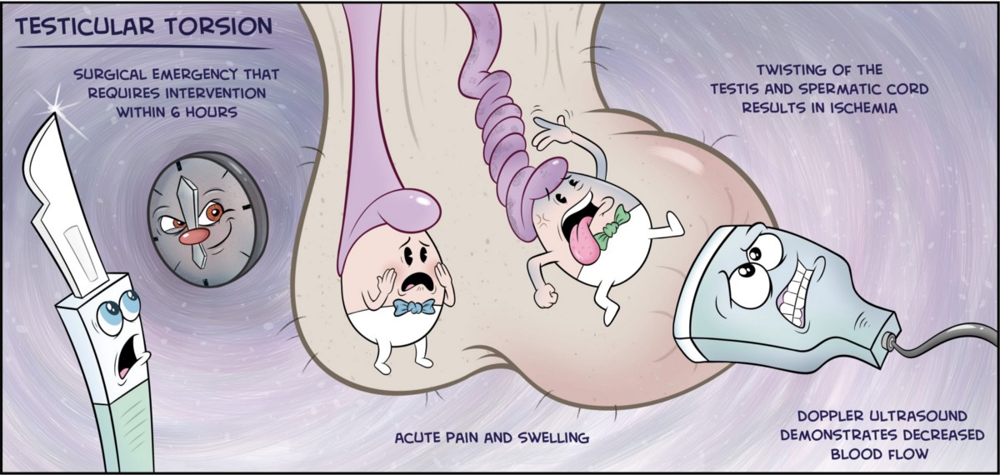 TESTICULAR TORSION
SURGICAL EMERGENCY THAT
REQUIRES INTERVENTION
WITHIN 6 HOURS
TWISTING OF THE
TESTIS AND SPERMATIC CORD
RESULTS IN ISCHEMIA
ACUTE PAIN AND SWELLING
DOPPLER ULTRASOUND
DEMONSTRATES DECREASED
BLOOD FLOW